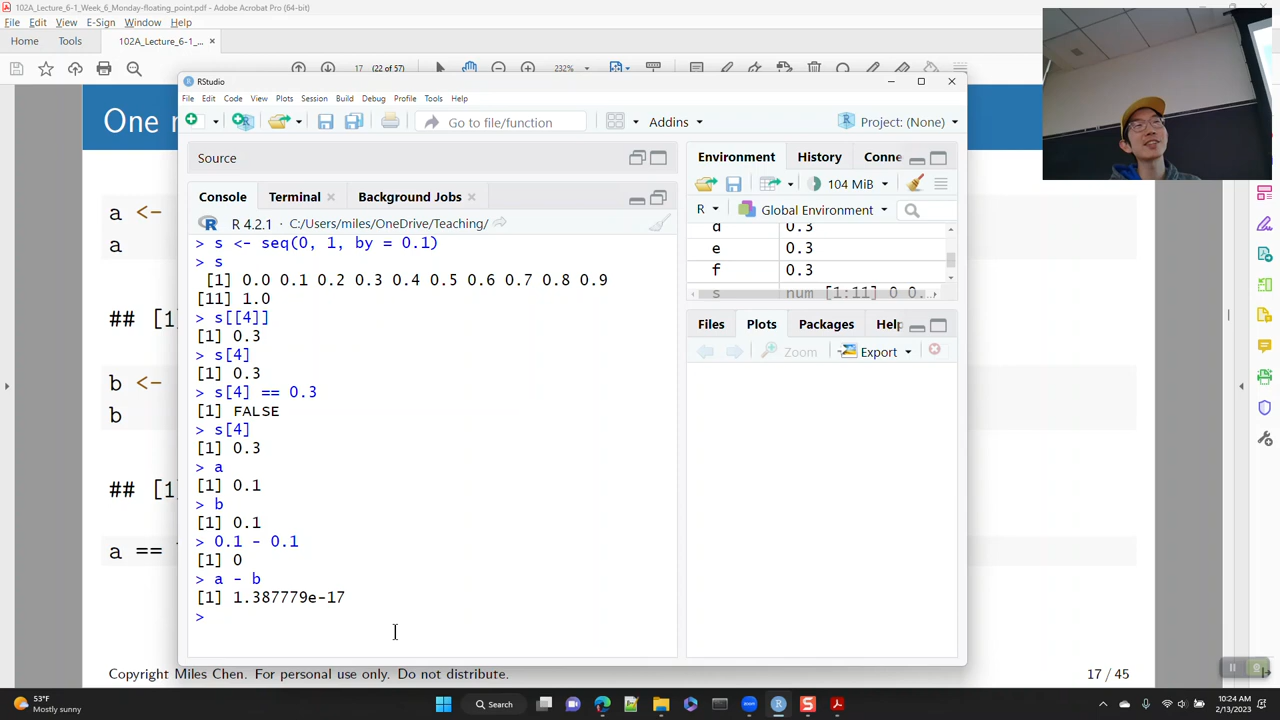 102A_Lecture_6-1_Week_6_Monday-floating_point.pdf - Adobe Acrobat Pro (64-bit)
File Edit View E-Sign Window Help
Home Tools 102A_Lecture_6-1_... ×
17 (22 of 57) 232%
One
RStudio
File Edit Code View Plots Session Build Debug Profile Tools Help
Go to file/function Addins Project: (None)
Source
Console Terminal Background Jobs
R 4.2.1 · C:/Users/miles/OneDrive/Teaching/
> s <- seq(0, 1, by = 0.1)
> s
[1] 0.0 0.1 0.2 0.3 0.4 0.5 0.6 0.7 0.8 0.9
[11] 1.0
> s[[4]]
[1] 0.3
> s[4]
[1] 0.3
> s[4] == 0.3
[1] FALSE
> s[4]
[1] 0.3
> a
[1] 0.1
> b
[1] 0.1
> 0.1 - 0.1
[1] 0
> a - b
[1] 1.387779e-17
>
Environment History Conne
104 MiB
R Global Environment
d 0.3
e 0.3
f 0.3
s num [1:11] 0 0..
Files Plots Packages Help
Zoom Export
a <-
a
## [1]
b <-
b
## [1]
a ==
Copyright Miles Chen. For personal use only. Do not distribute. 17 / 45
53°F
Mostly sunny
Search
zoom
10:24 AM
2/13/2023